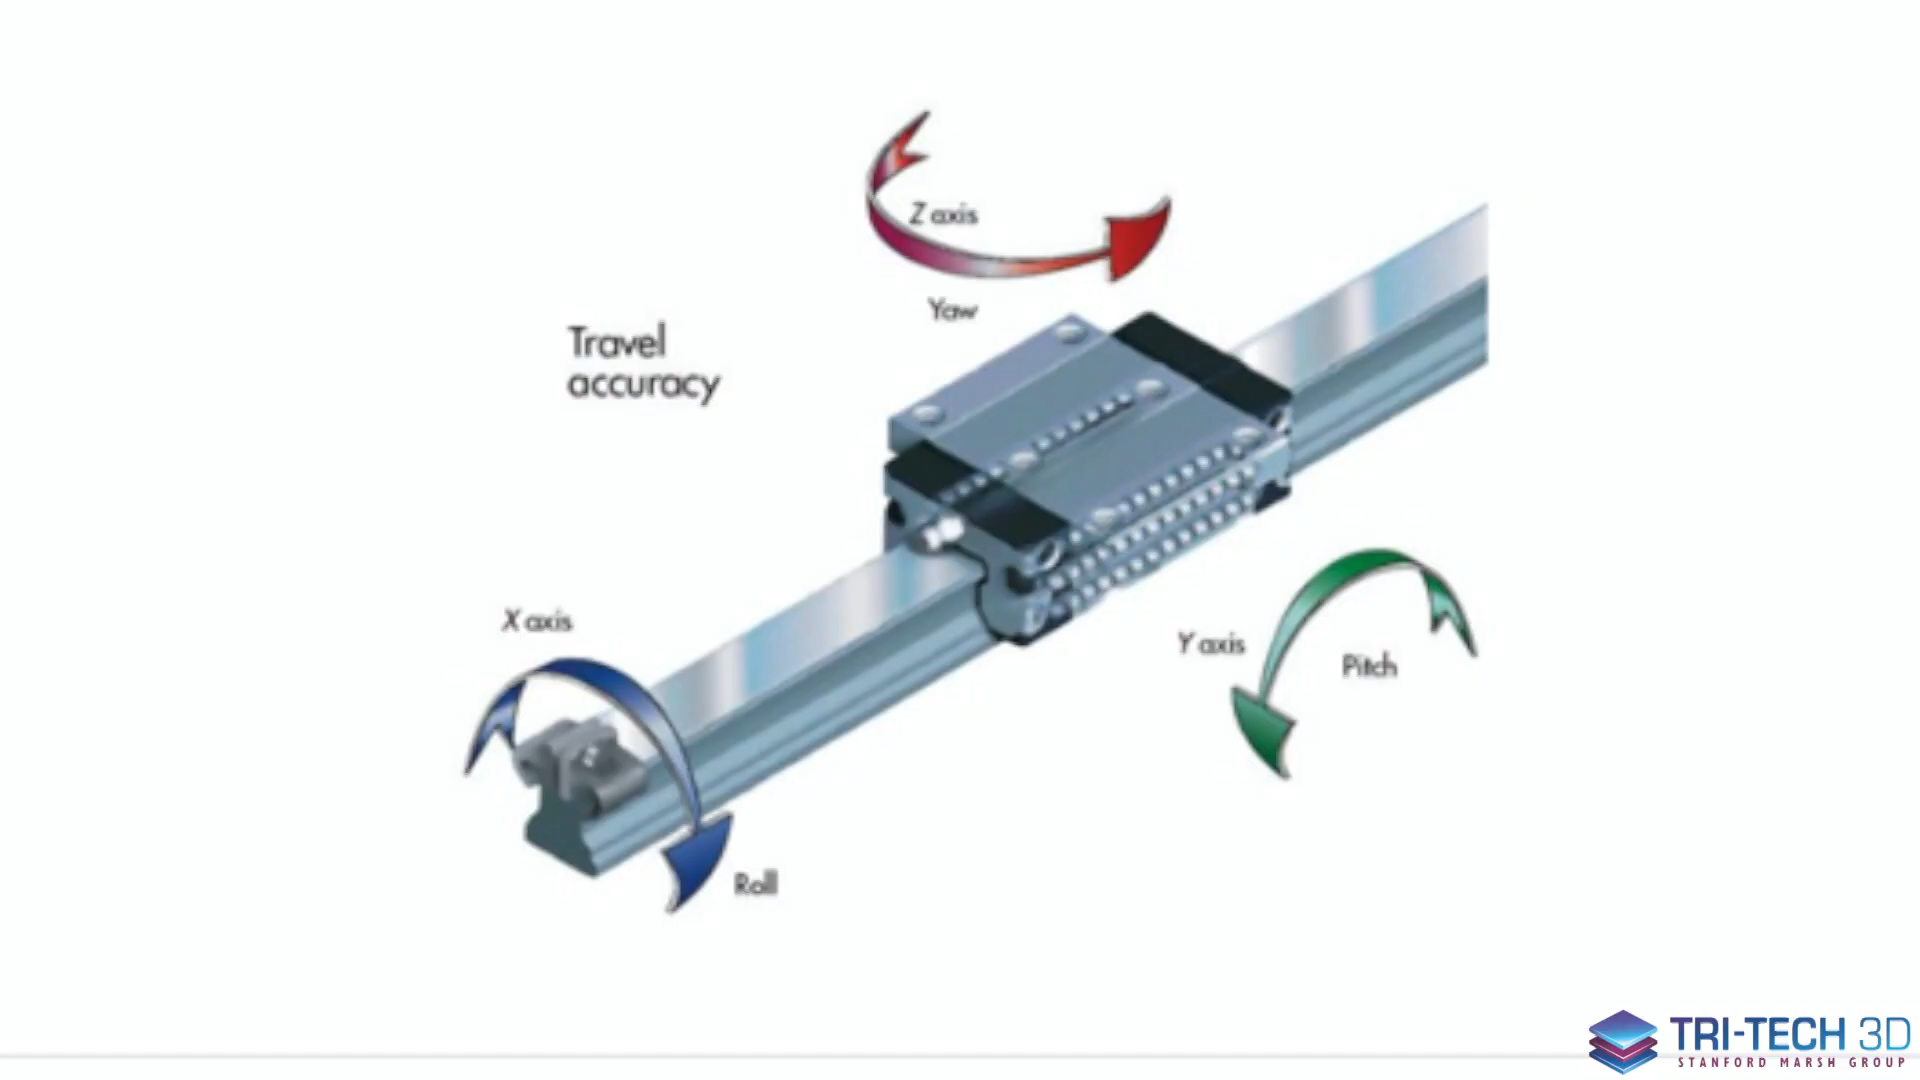 Z axis
Yaw
Travel
accuracy
X axis
Y axis
Pitch
Roll
TRI-TECH 3D
STANFORD MARSH GROUP